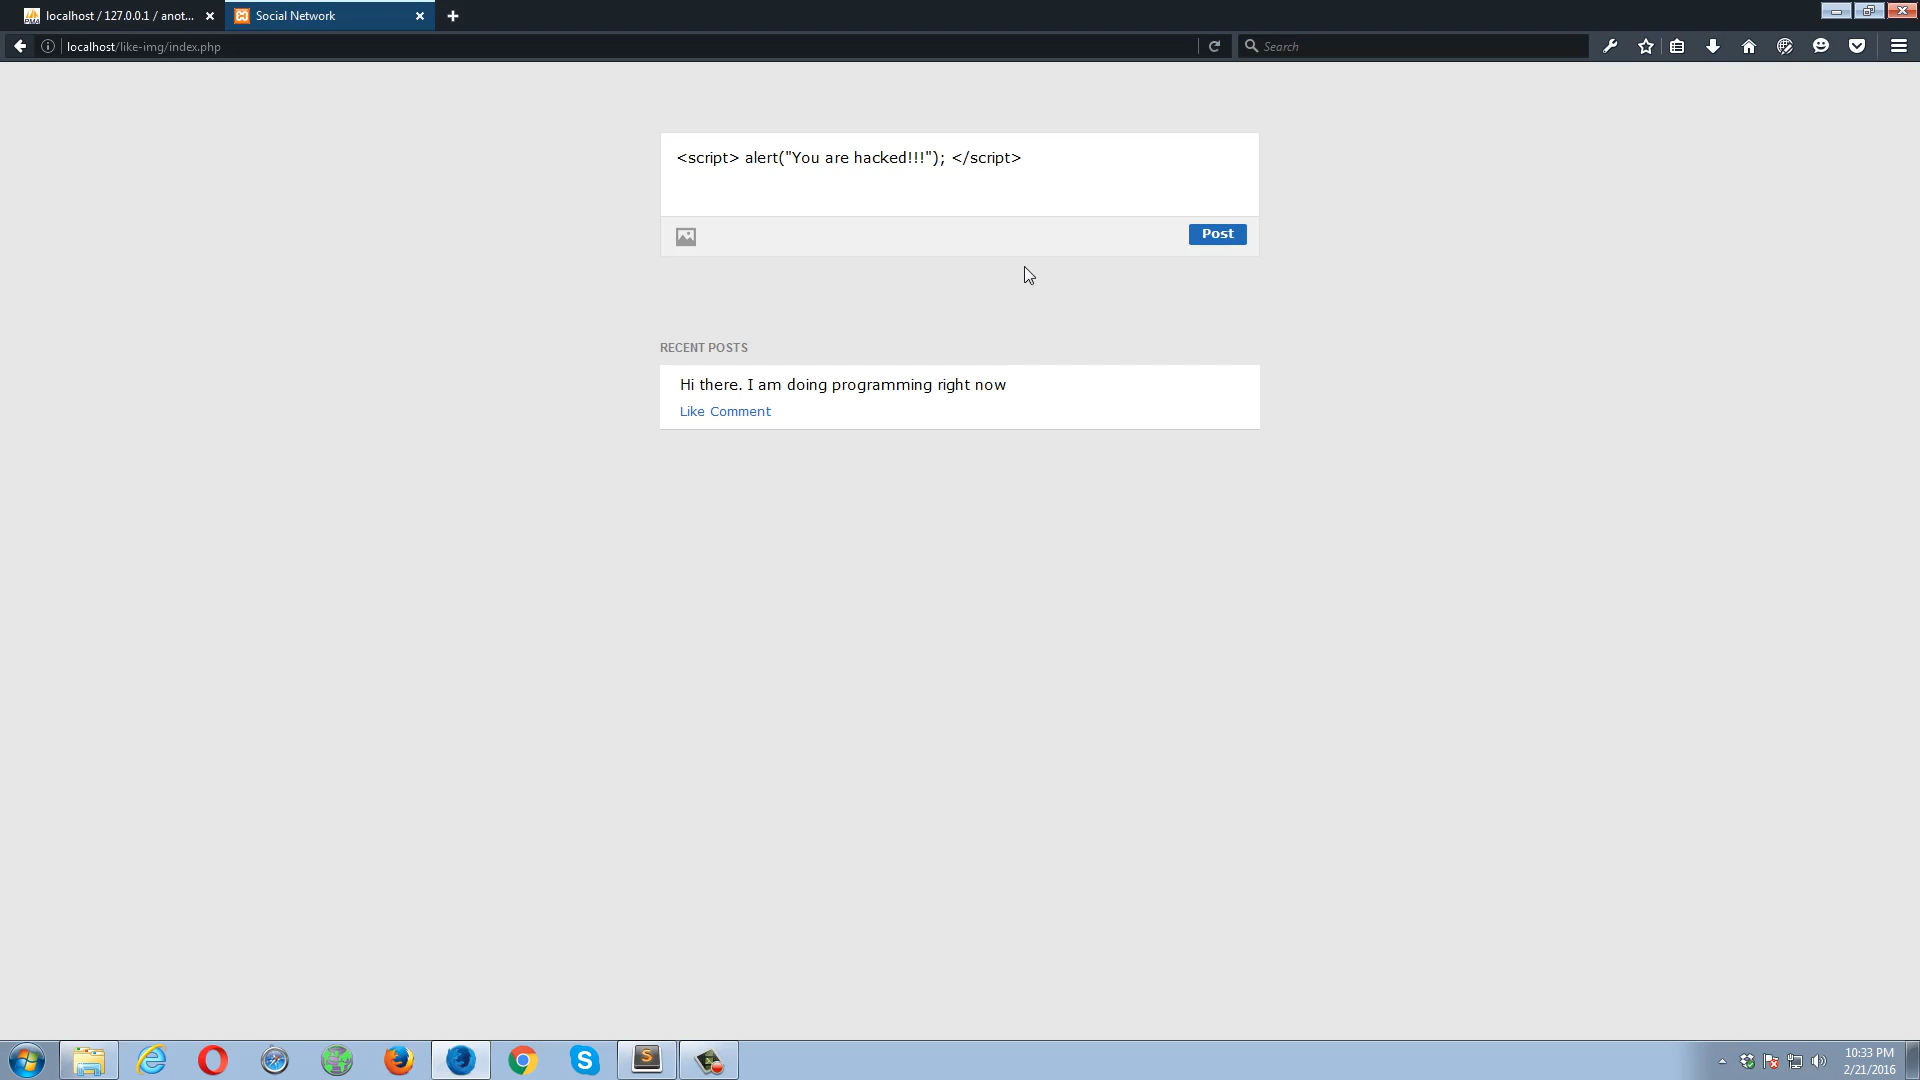 localhost / 127.0.0.1 / anot...
Social Network
localhost/like-img/index.php
Search
<script> alert("You are hacked!!!"); </script>
Post
RECENT POSTS
Hi there. I am doing programming right now
Like Comment
10:33 PM
2/21/2016